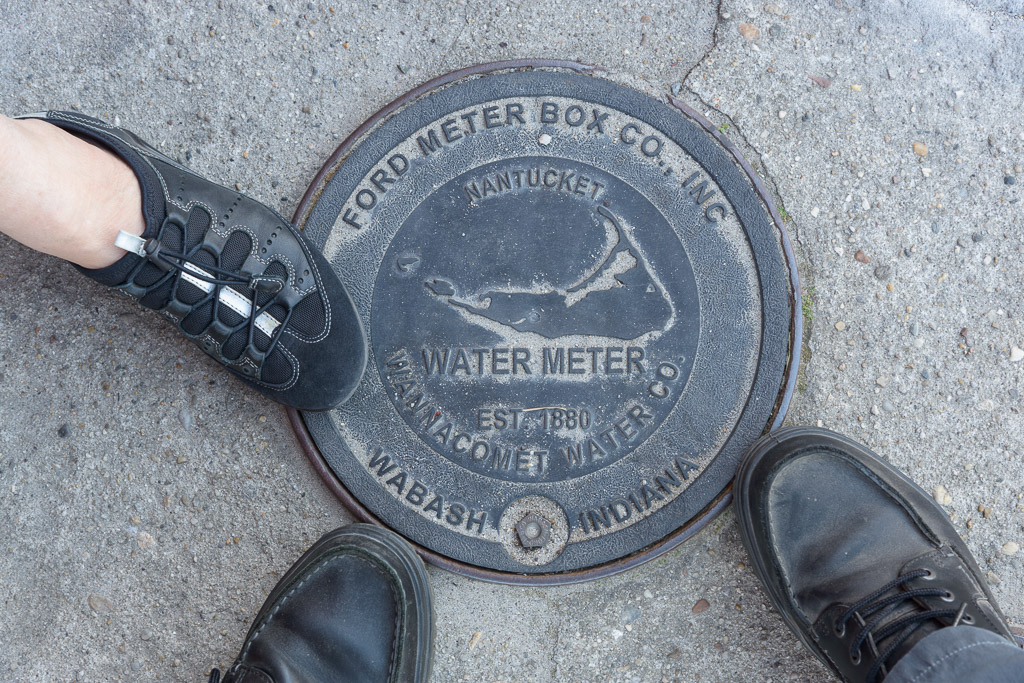 FORD METER BOX CO., INC
NANTUCKET
WATER METER
EST. 1880
WANNACOMET WATER CO.
WABASH INDIANA